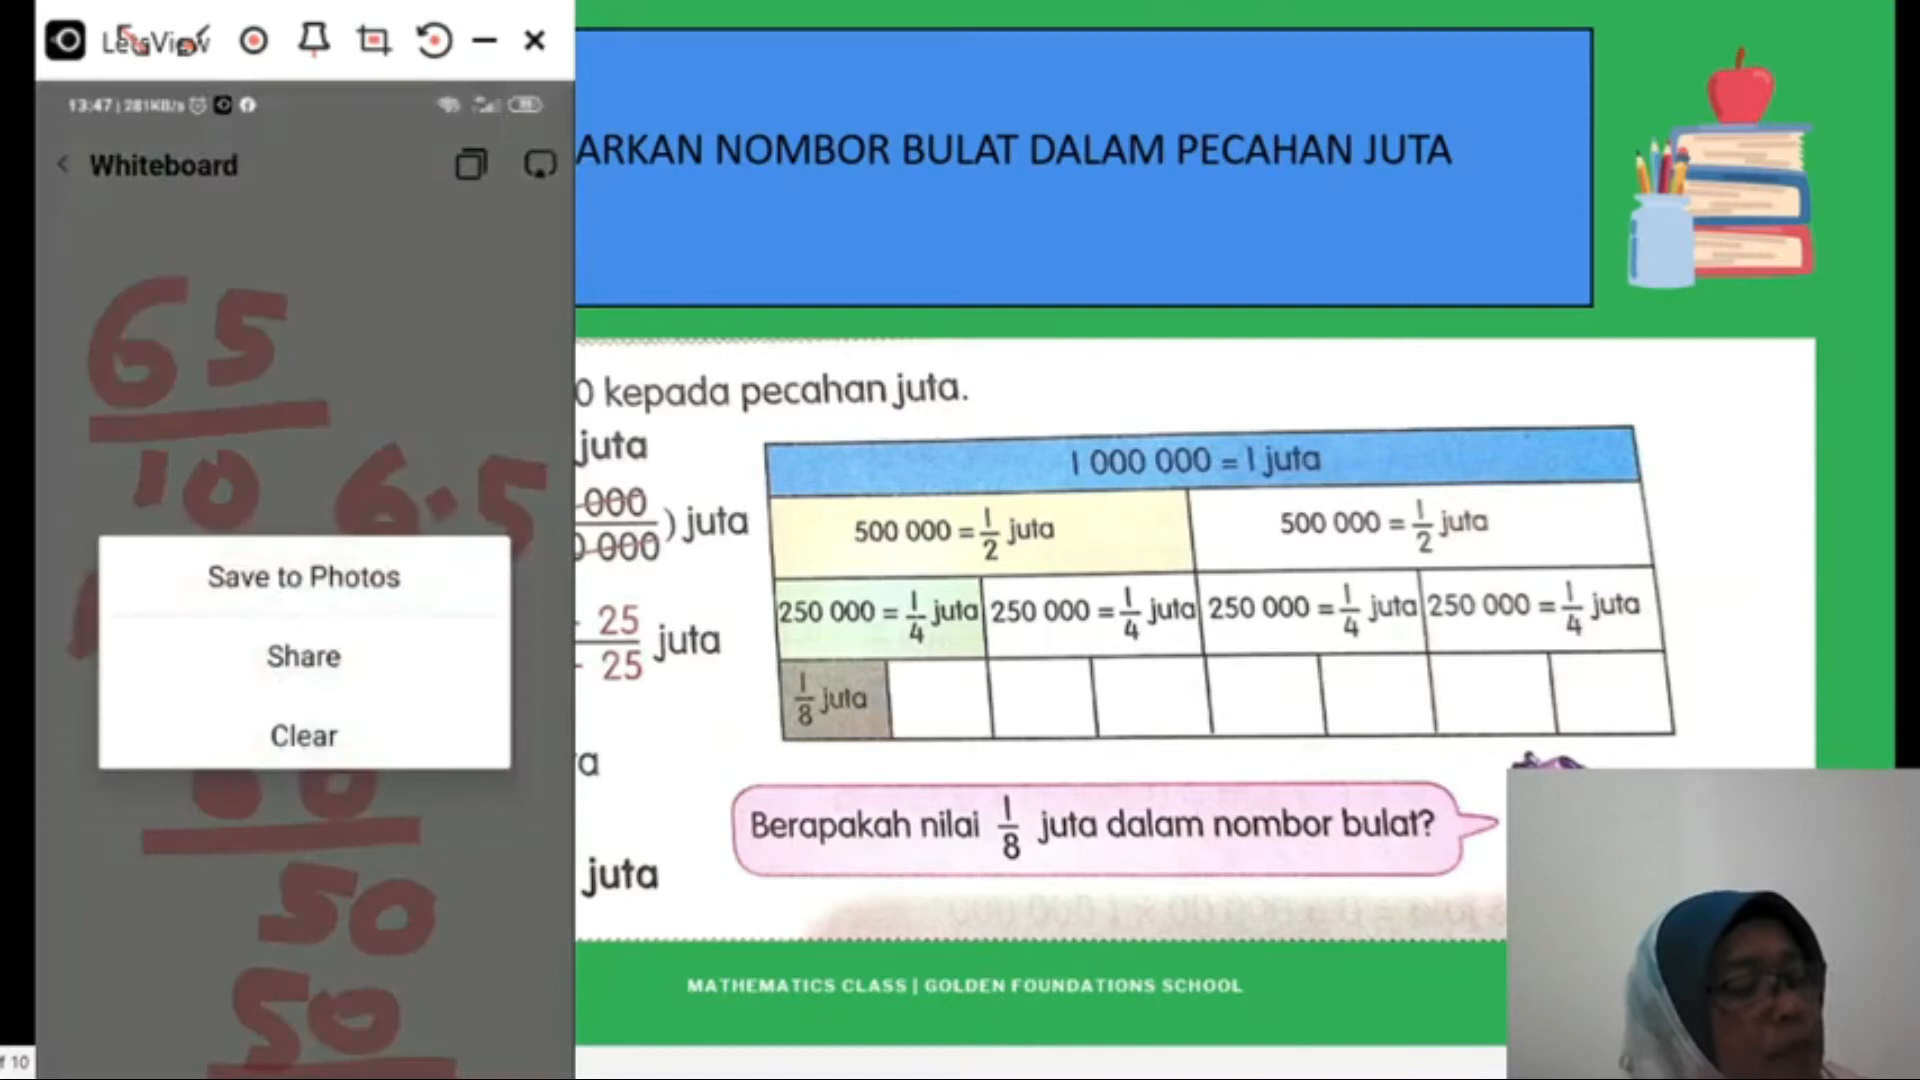 LetsView
13:47 | 281KB/s
Whiteboard
65
10
6.5
Save to Photos
Share
Clear
50
50
ARKAN NOMBOR BULAT DALAM PECAHAN JUTA
0 kepada pecahan juta.
juta
000
0 000
) juta
25
25
juta
juta
1 000 000 = 1 juta
500 000 = 1/2 juta
500 000 = 1/2 juta
250 000 = 1/4 juta
250 000 = 1/4 juta
250 000 = 1/4 juta
250 000 = 1/4 juta
1/8 juta
Berapakah nilai 1/8 juta dalam nombor bulat?
MATHEMATICS CLASS | GOLDEN FOUNDATIONS SCHOOL
f 10